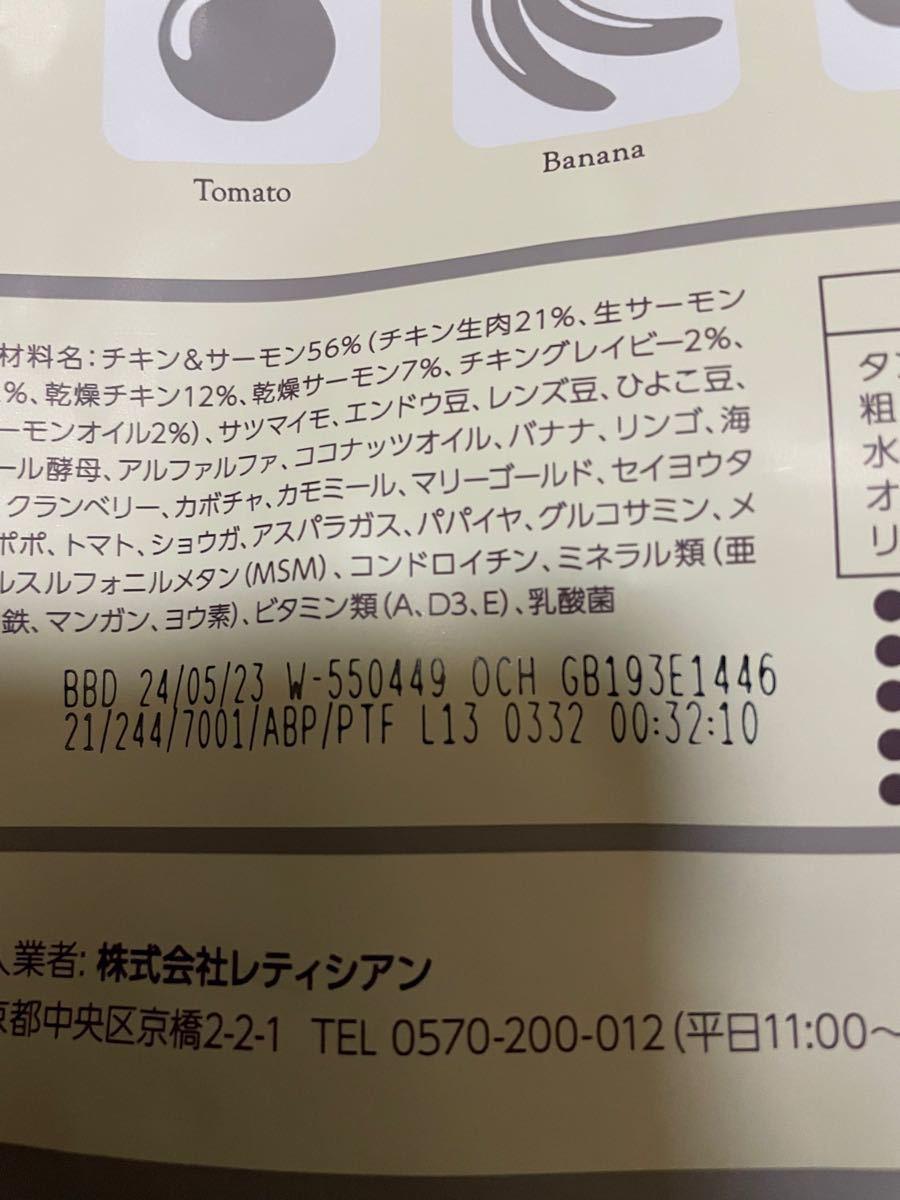 Tomato
Banana
材料名:チキン&サーモン56%(チキン生肉21%、生サーモン
%、乾燥チキン12%、乾燥サーモン7%、チキングレイビー2%、
ーモンオイル2%)、サツマイモ、エンドウ豆、レンズ豆、ひよこ豆、
ール酵母、アルファルファ、ココナッツオイル、バナナ、リンゴ、海
クランベリー、カボチャ、カモミール、マリーゴールド、セイヨウタ
ポポ、トマト、ショウガ、アスパラガス、パパイヤ、グルコサミン、メ
ルスルフォニルメタン(MSM)、コンドロイチン、ミネラル類(亜
鉄、マンガン、ヨウ素)、ビタミン類(A、D3、E)、乳酸菌
タ
粗
水
オ
リ
BBD 24/05/23 W-550449 OCH GB193E1446
21/244/7001/ABP/PTF L13 0332 00:32:10
業者: 株式会社レティシアン
京都中央区京橋2-2-1 TEL 0570-200-012(平日11:00〜